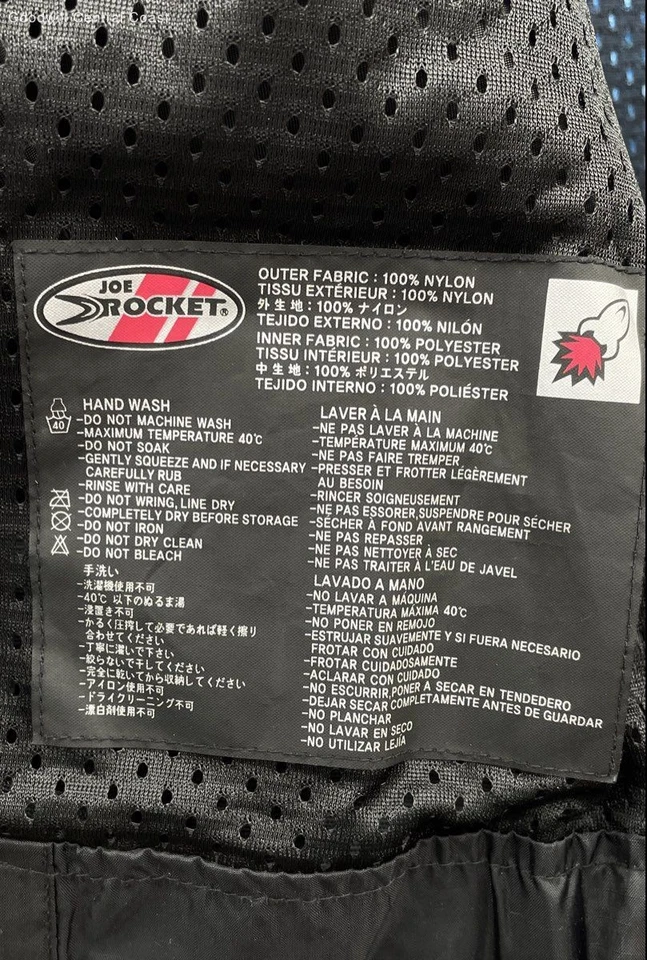 Goodwill Central Coast
JOE
ROCKET®
OUTER FABRIC : 100% NYLON
TISSU EXTÉRIEUR : 100% NYLON
外生地 : 100% ナイロン
TEJIDO EXTERNO : 100% NILÓN
INNER FABRIC : 100% POLYESTER
TISSU INTÉRIEUR : 100% POLYESTER
中生地 : 100% ポリエステル
TEJIDO INTERNO : 100% POLIÉSTER
40
HAND WASH
-DO NOT MACHINE WASH
-MAXIMUM TEMPERATURE 40℃
-DO NOT SOAK
-GENTLY SQUEEZE AND IF NECESSARY
CAREFULLY RUB
-RINSE WITH CARE
-DO NOT WRING, LINE DRY
-COMPLETELY DRY BEFORE STORAGE
-DO NOT IRON
-DO NOT DRY CLEAN
-DO NOT BLEACH
手洗い
-洗濯機使用不可
-40℃ 以下のぬるま湯
-浸置き不可
-かるく圧搾して必要であれば軽く擦り
合わせてください
-丁寧に濯いで下さい
-絞らないで干してください
-完全に乾いてから収納してください
-アイロン使用不可
-ドライクリーニング不可
-漂白剤使用不可
LAVER À LA MAIN
-NE PAS LAVER À LA MACHINE
-TEMPÉRATURE MAXIMUM 40℃
-NE PAS FAIRE TREMPER
-PRESSER ET FROTTER LÉGÈREMENT
AU BESOIN
-RINCER SOIGNEUSEMENT
-NE PAS ESSORER,SUSPENDRE POUR SÉCHER
-SÉCHER À FOND AVANT RANGEMENT
-NE PAS REPASSER
-NE PAS NETTOYER À SEC
-NE PAS TRAITER À L'EAU DE JAVEL
LAVADO A MANO
-NO LAVAR A MÁQUINA
-TEMPERATURA MÁXIMA 40℃
-NO PONER EN REMOJO
-ESTRUJAR SUAVEMENTE Y SI FUERA NECESARIO
FROTAR CON CUIDADO
-FROTAR CUIDADOSAMENTE
-ACLARAR CON CUIDADO
-NO ESCURRIR,PONER A SECAR EN TENDEDERO
-DEJAR SECAR COMPLETAMENTE ANTES DE GUARDAR
-NO PLANCHAR
-NO LAVAR EN SECO
-NO UTILIZAR LEJÍA